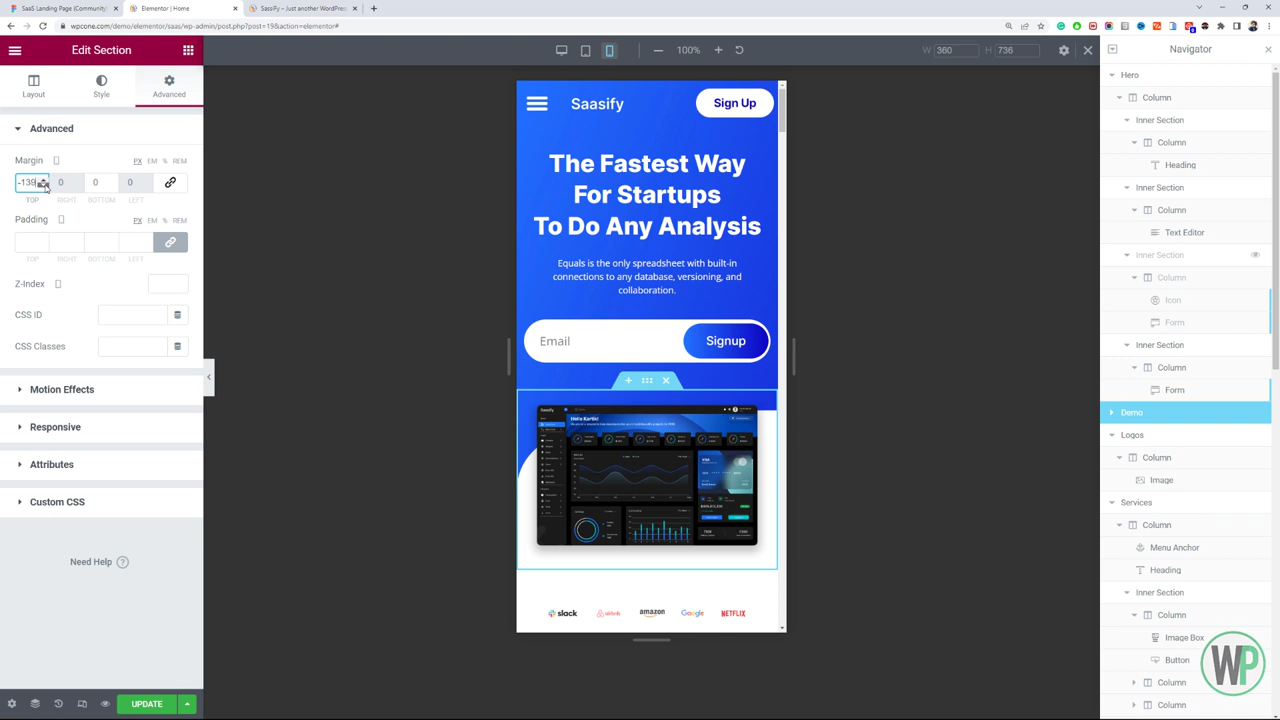 SaaS Landing Page (Community)
Elementor | Home
SassiFy – Just another WordPress
wpcone.com/demo/elementor/saas/wp-admin/post.php?post=19&action=elementor#
Edit Section
Layout
Style
Advanced
Advanced
Margin
PX EM % REM
-139 0 0 0
TOP RIGHT BOTTOM LEFT
Padding
PX EM % REM
TOP RIGHT BOTTOM LEFT
Z-Index
CSS ID
CSS Classes
Motion Effects
Responsive
Attributes
Custom CSS
Need Help
UPDATE
100%
W 360 H 736
Saasify
Sign Up
The Fastest Way
For Startups
To Do Any Analysis
Equals is the only spreadsheet with built-in
connections to any database, versioning, and
collaboration.
Email
Signup
Saasify
Hello Kartik!
slack
airbnb
amazon
Google
NETFLIX
Navigator
Hero
Column
Inner Section
Column
Heading
Inner Section
Column
Text Editor
Inner Section
Column
Icon
Form
Inner Section
Column
Form
Demo
Logos
Column
Image
Services
Column
Menu Anchor
Heading
Inner Section
Column
Image Box
Button
Column
Column
WP